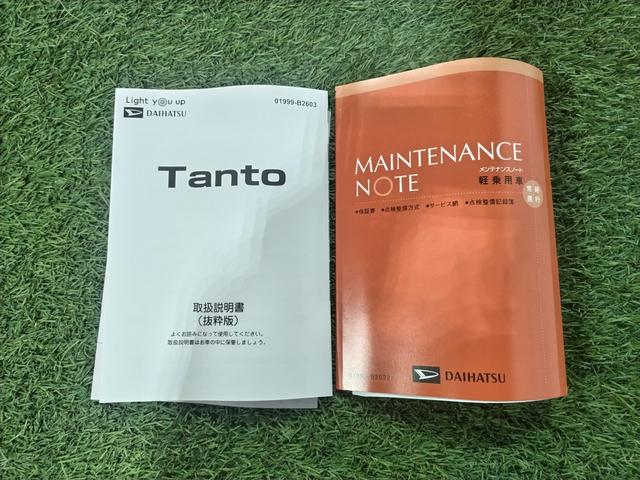 Light you up
DAIHATSU
01999-B2603
Tanto
取扱説明書
(抜粋版)
よくお読みになって使用してください。
取扱説明書はお車の中に保管しましょう。
MAINTENANCE
NOTE
メンテナンスノート
軽乗用車
常時
携行
●保証書 ●点検整備方式 ●サービス網 ●点検整備記録簿
DAIHATSU